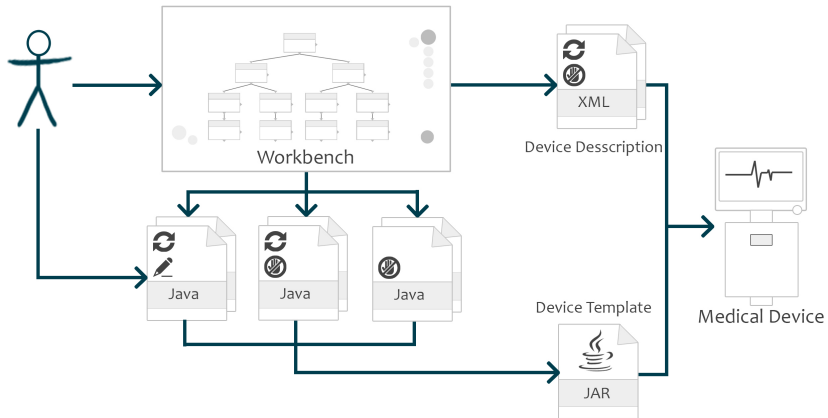 XML
Workbench
Device Desscription
Java
Java
Java
Device Template
Medical Device
JAR